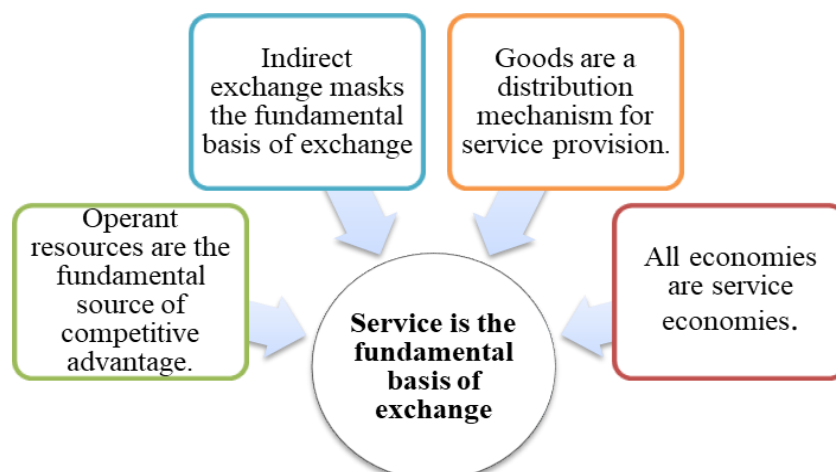 Indirect
exchange masks
the fundamental
basis of exchange
Goods are a
distribution
mechanism for
service provision.
Operant
resources are the
fundamental
source of
competitive
advantage.
All economies
are service
economies.
Service is the
fundamental
basis of
exchange